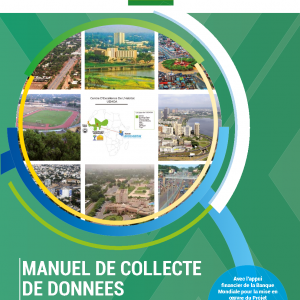 MANUEL DE COLLECTE
DE DONNEES
Avec l'appui
financier de la Banque
Mondiale pour la mise en
œuvre du Projet